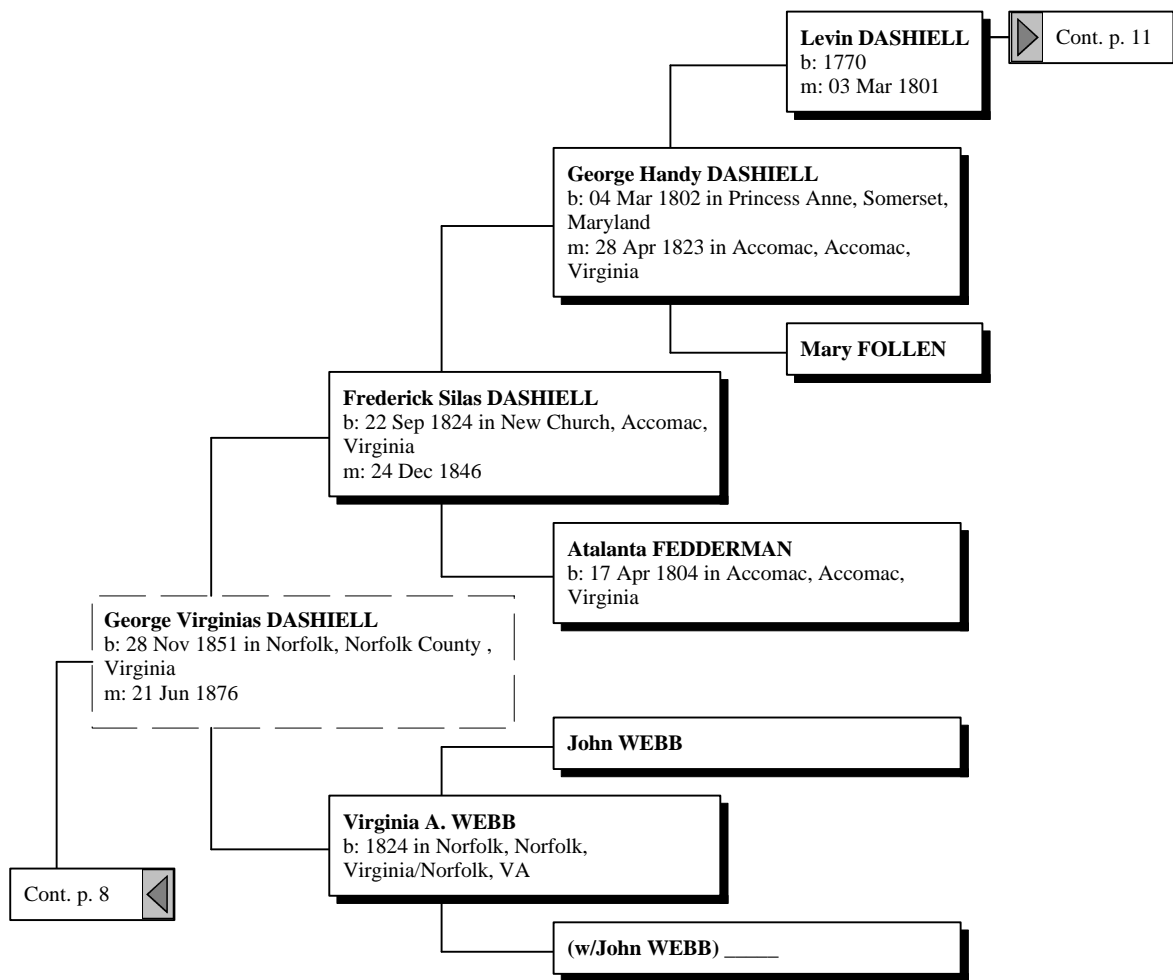 Levin DASHIELL
b: 1770
m: 03 Mar 1801
Cont. p. 11
George Handy DASHIELL
b: 04 Mar 1802 in Princess Anne, Somerset,
Maryland
m: 28 Apr 1823 in Accomac, Accomac,
Virginia
Mary FOLLEN
Frederick Silas DASHIELL
b: 22 Sep 1824 in New Church, Accomac,
Virginia
m: 24 Dec 1846
Atalanta FEDDERMAN
b: 17 Apr 1804 in Accomac, Accomac,
Virginia
George Virginias DASHIELL
b: 28 Nov 1851 in Norfolk, Norfolk County ,
Virginia
m: 21 Jun 1876
John WEBB
Virginia A. WEBB
b: 1824 in Norfolk, Norfolk,
Virginia/Norfolk, VA
Cont. p. 8
(w/John WEBB) _____